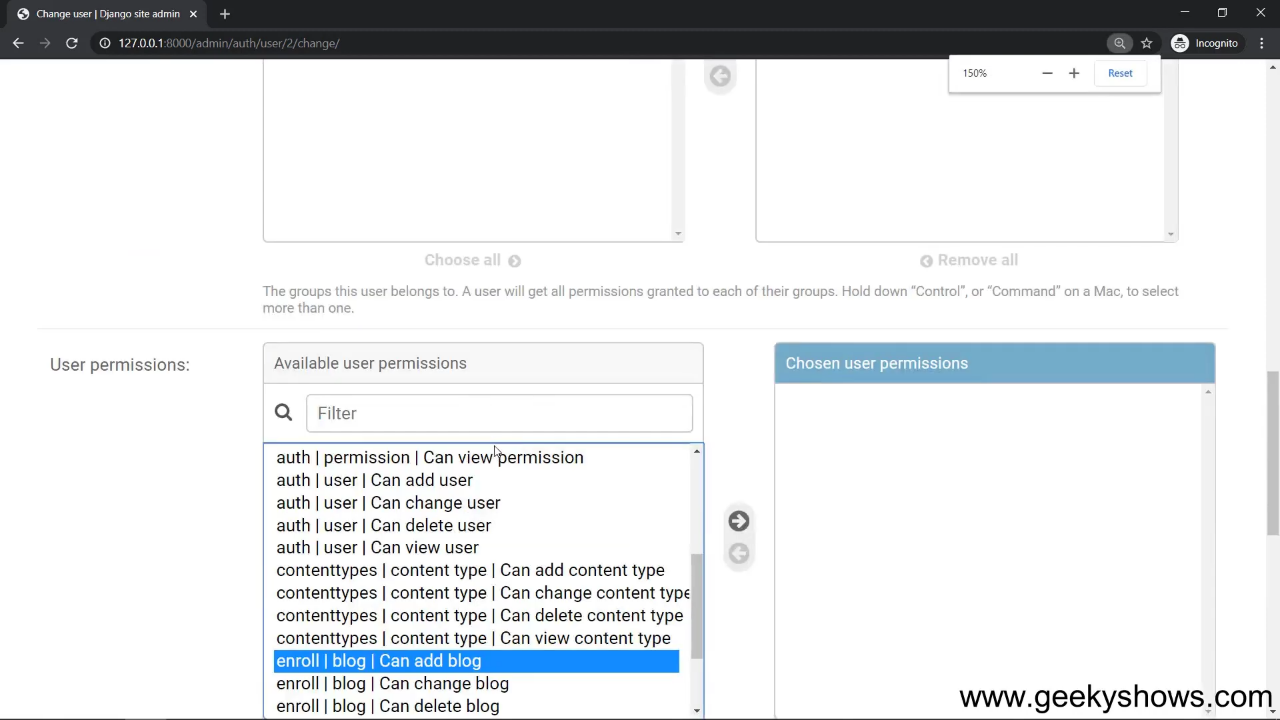 Change user | Django site admin
127.0.0.1:8000/admin/auth/user/2/change/
Incognito
150%
Reset
Choose all
Remove all
The groups this user belongs to. A user will get all permissions granted to each of their groups. Hold down “Control”, or “Command” on a Mac, to select
more than one.
User permissions:
Available user permissions
Chosen user permissions
Filter
auth | permission | Can view permission
auth | user | Can add user
auth | user | Can change user
auth | user | Can delete user
auth | user | Can view user
contenttypes | content type | Can add content type
contenttypes | content type | Can change content type
contenttypes | content type | Can delete content type
contenttypes | content type | Can view content type
enroll | blog | Can add blog
enroll | blog | Can change blog
enroll | blog | Can delete blog
www.geekyshows.com